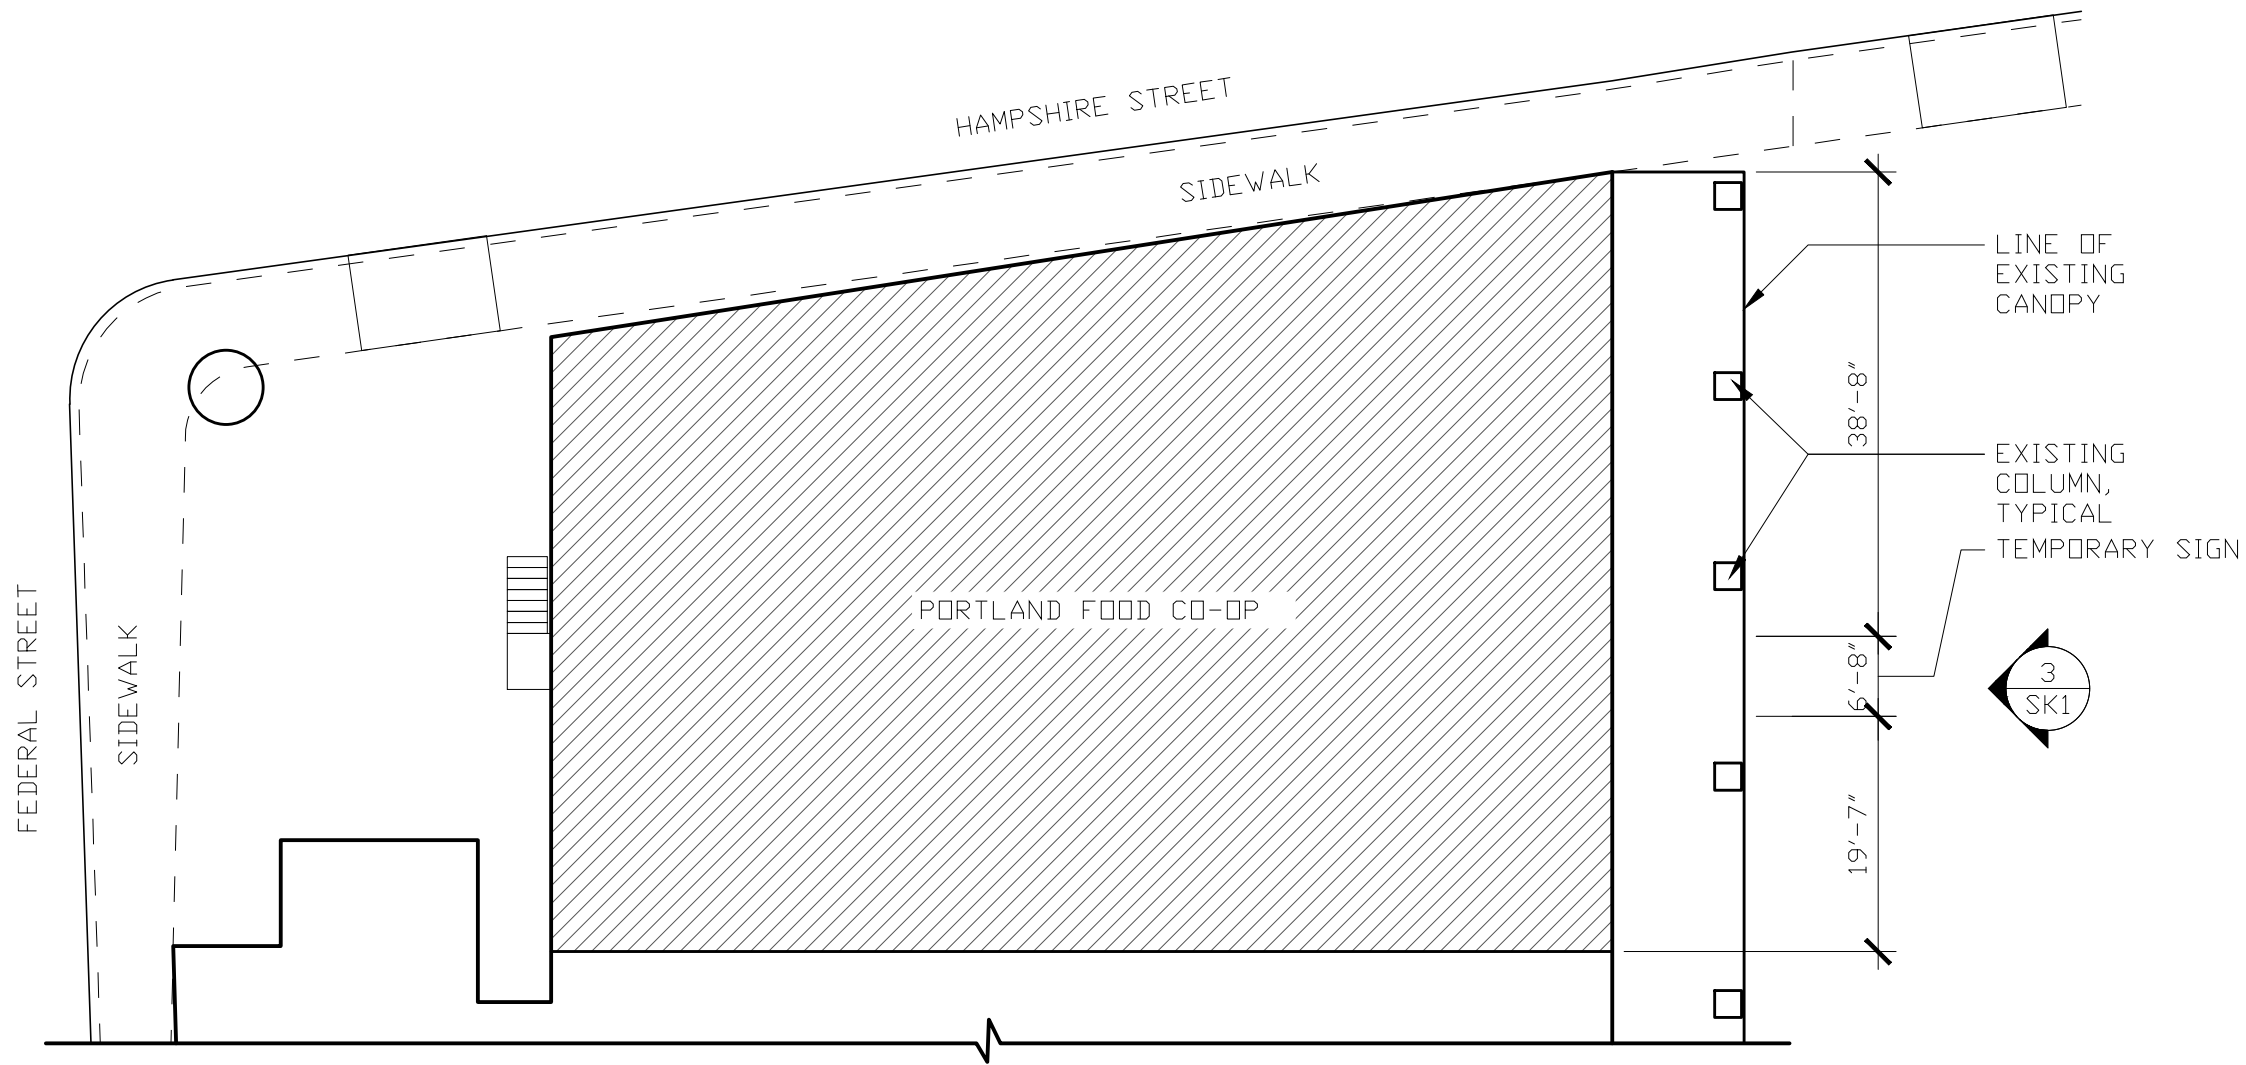 HAMPSHIRE STREET
SIDEWALK
LINE OF
EXISTING
CANOPY
38'-8"
EXISTING
COLUMN,
TYPICAL
TEMPORARY SIGN
FEDERAL STREET
SIDEWALK
PORTLAND FOOD CO-OP
6'-8"
3
SK1
19'-7"